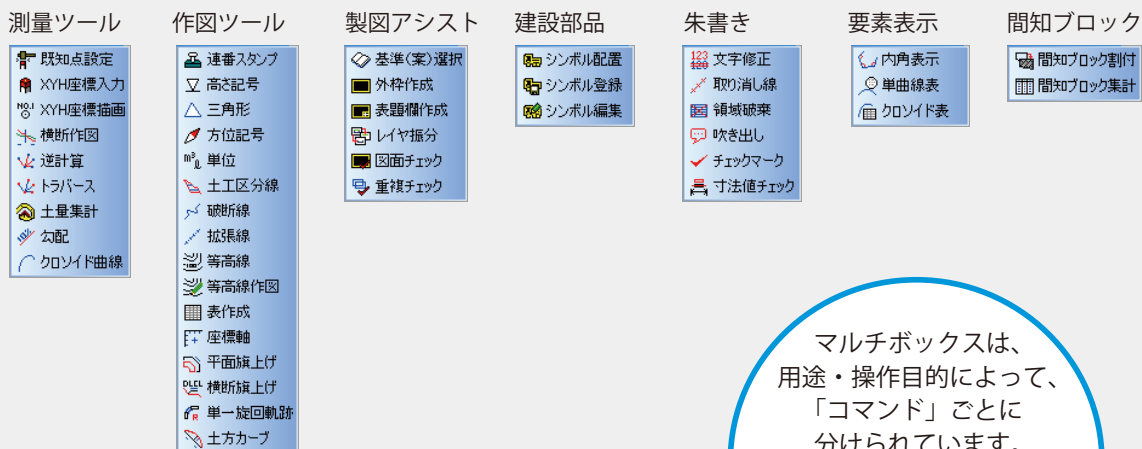 測量ツール
既知点設定
XYH座標入力
XYH座標描画
横断作図
逆計算
トラバース
土量集計
勾配
クロソイド曲線
作図ツール
連番スタンプ
高さ記号
三角形
方位記号
単位
土工区分線
破断線
拡張線
等高線
等高線作図
表作成
座標軸
平面旗上げ
横断旗上げ
単一旋回軌跡
土方カーブ
製図アシスト
基準(案)選択
外枠作成
表題欄作成
レイヤ振分
図面チェック
重複チェック
建設部品
シンボル配置
シンボル登録
シンボル編集
朱書き
文字修正
取り消し線
領域破棄
吹き出し
チェックマーク
寸法値チェック
要素表示
内角表示
単曲線表
クロソイド表
間知ブロック
間知ブロック割付
間知ブロック集計
マルチボックスは、
用途・操作目的によって、
「コマンド」ごとに
分けられています。